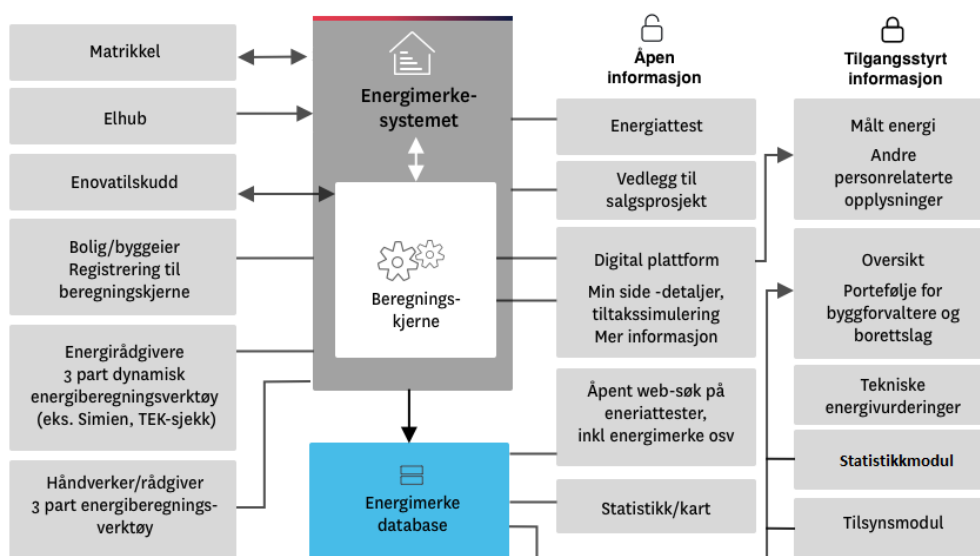 Matrikkel
Elhub
Enovatilskudd
Bolig/byggeier
Registrering til
beregningskjerne
Energirådgivere
3 part dynamisk
energiberegningsverktøy
(eks. Simien, TEK-sjekk)
Håndverker/rådgiver
3 part energiberegnings-
verktøy
Energimerke-
systemet
Beregnings-
kjerne
Energimerke
database
Åpen
informasjon
Energiattest
Vedlegg til
salgsprosjekt
Digital plattform
Min side -detaljer,
tiltakssimulering
Mer informasjon
Åpent web-søk på
eneriattester,
inkl energimerke osv
Statistikk/kart
Tilgangsstyrt
informasjon
Målt energi
Andre
personrelaterte
opplysninger
Oversikt
Portefølje for
byggforvaltere og
borettslag
Tekniske
energivurderinger
Statistikkmodul
Tilsynsmodul